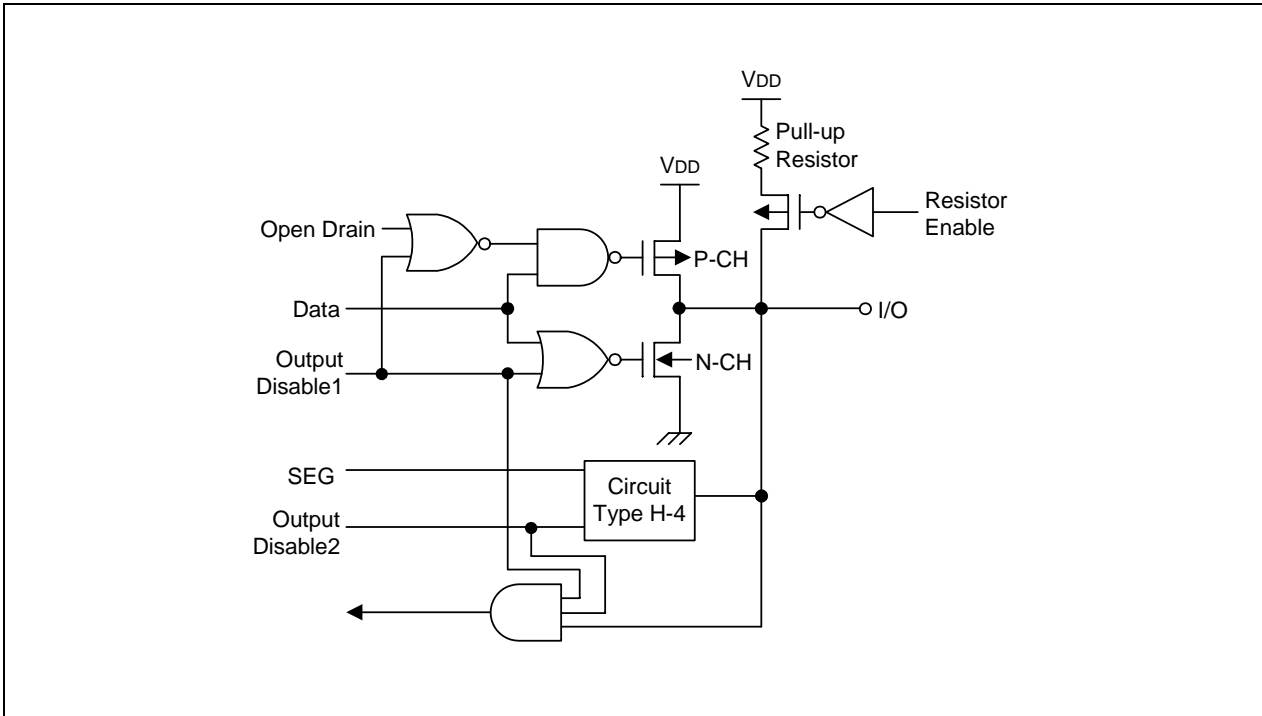 VDD
Pull-up
Resistor
VDD
Resistor
Enable
Open Drain
P-CH
Data
I/O
Output
Disable1
N-CH
SEG
Circuit
Type H-4
Output
Disable2